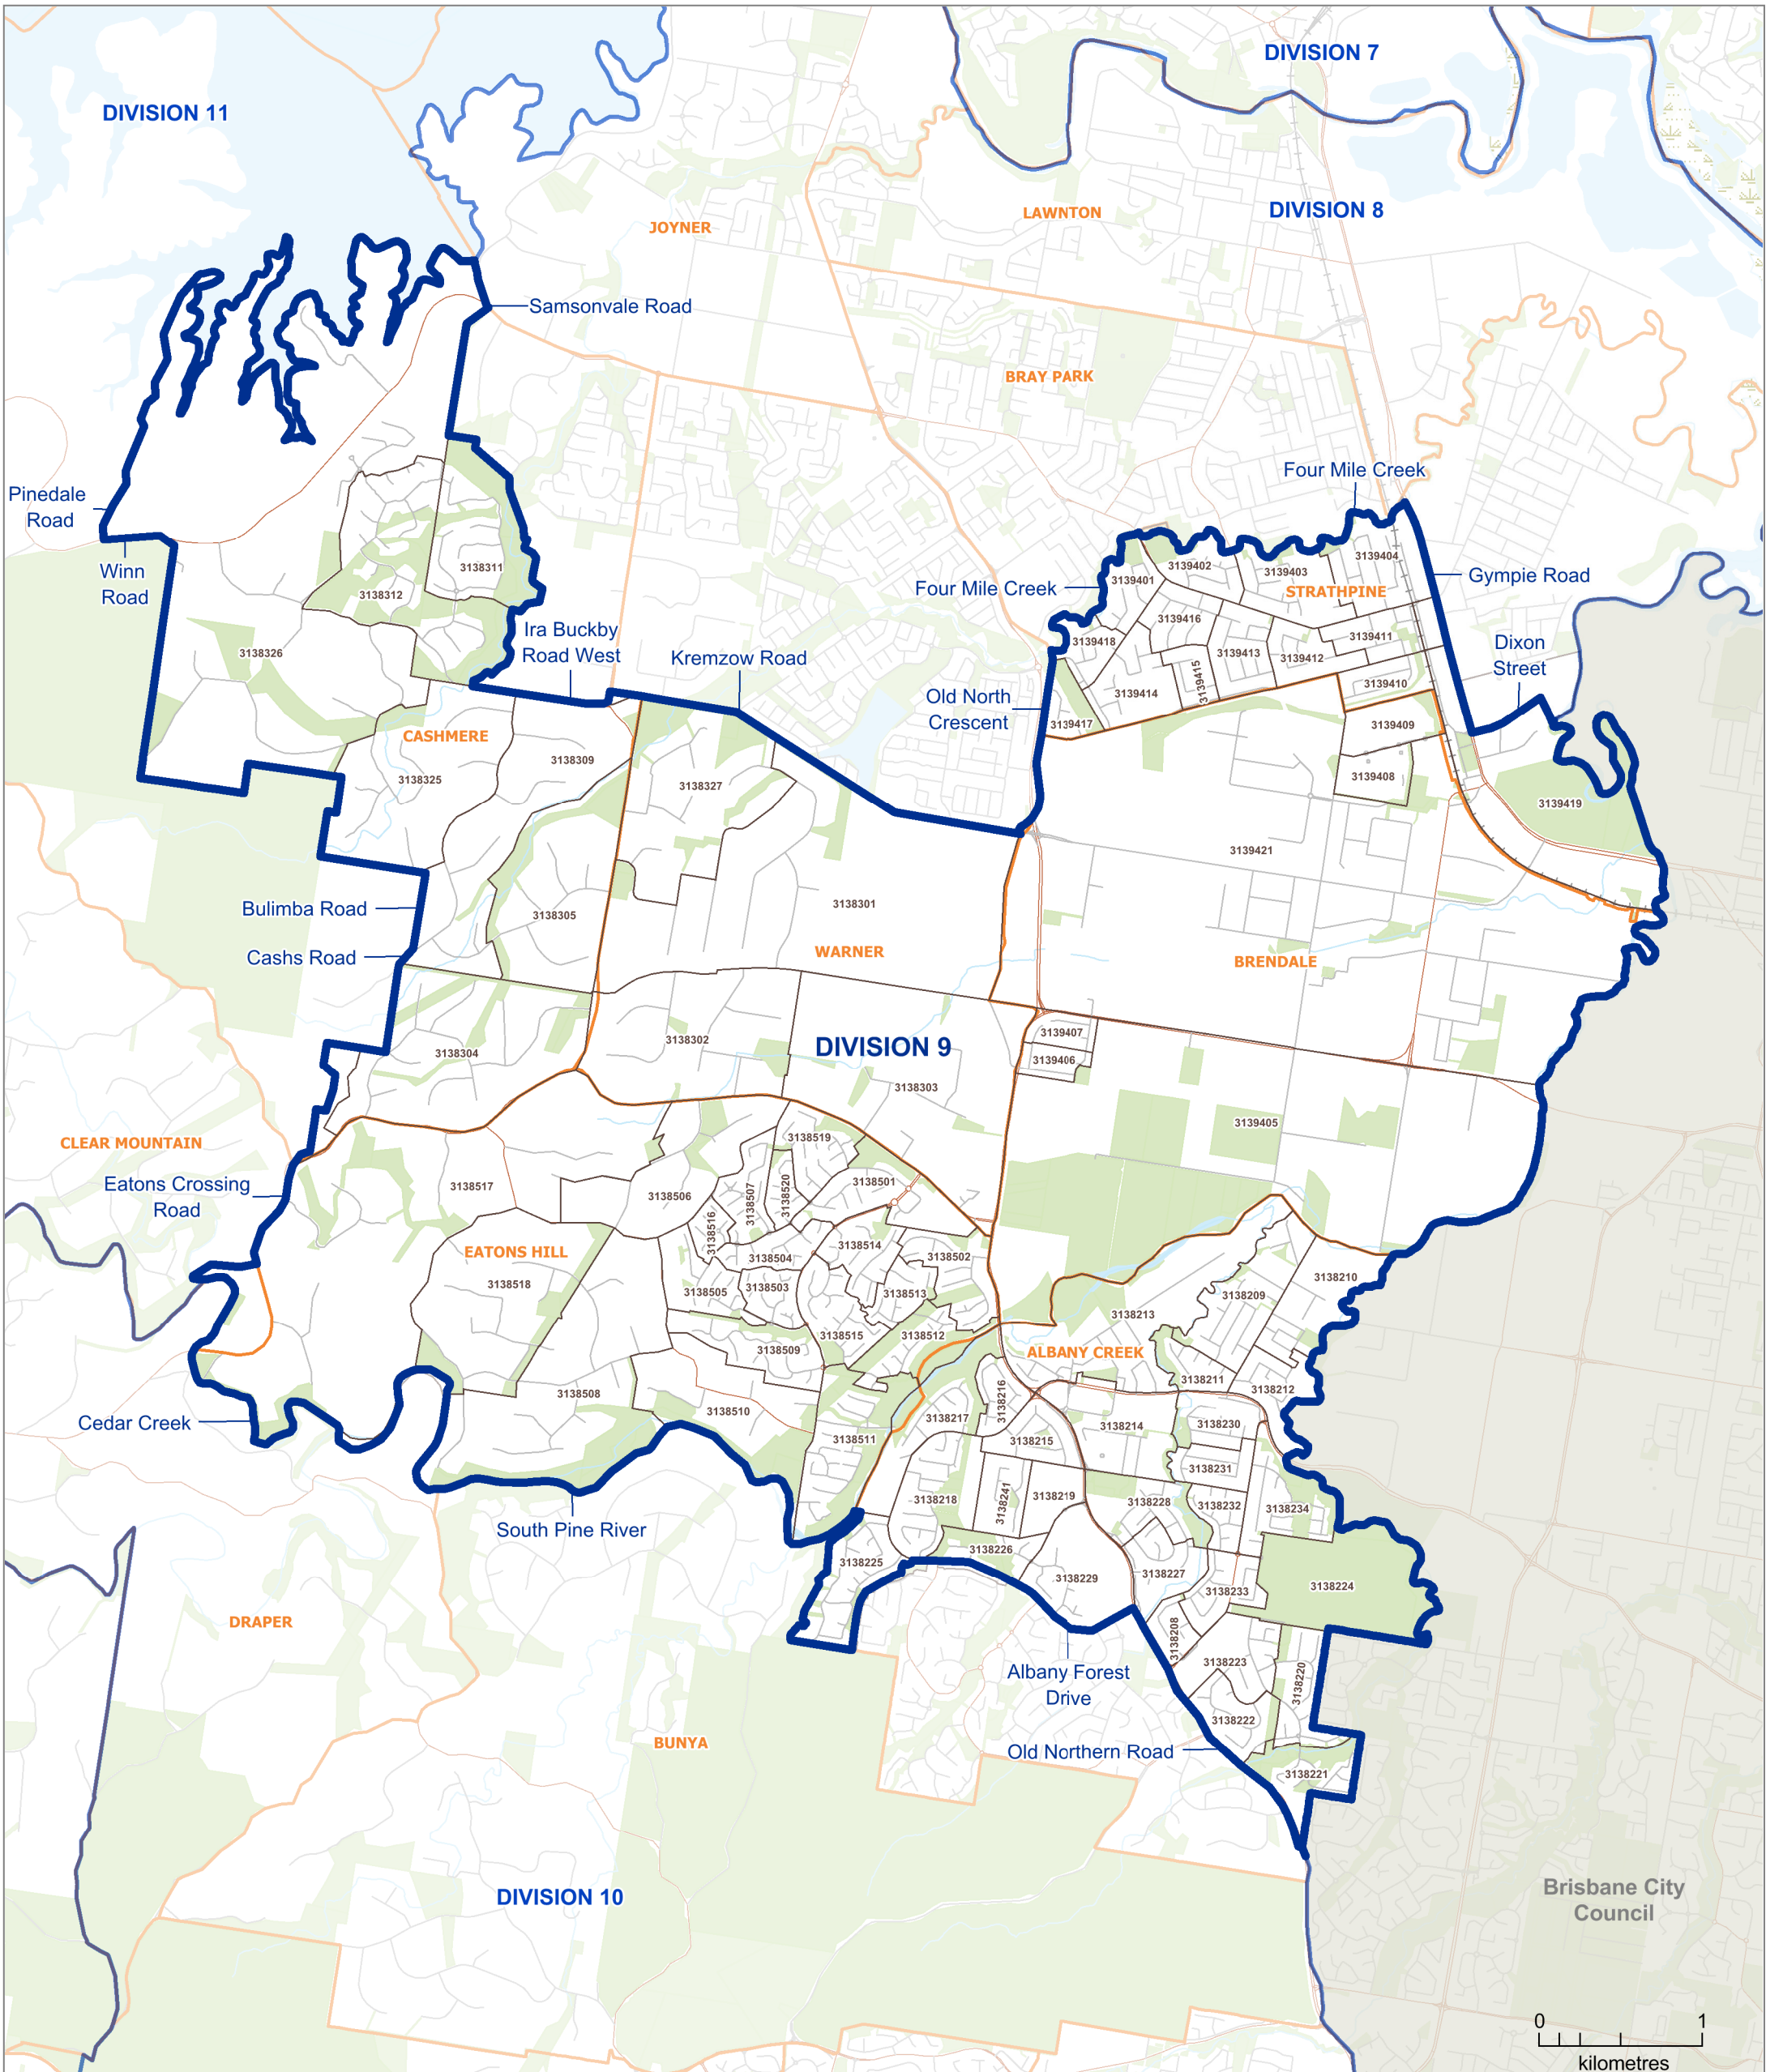 DIVISION 7
DIVISION 11
DIVISION 8
LAWNTON
JOYNER
Samsonvale Road
BRAY PARK
Four Mile Creek
Pinedale
Road
Winn
Road
3138311
3138312
3138326
Ira Buckby
Road West
Kremzow Road
Four Mile Creek
3139401
3139402
3139403
3139404
STRATHPINE
Gympie Road
3139418
3139416
3139413
3139412
3139411
3139410
3139415
3139414
3139417
Dixon
Street
Old North
Crescent
3139409
3139408
3139419
CASHMERE
3138325
3138309
3138327
3139421
Bulimba Road
Cashs Road
3138305
3138301
WARNER
BRENDALE
3138304
3138302
DIVISION 9
3138303
3139407
3139406
3139405
CLEAR MOUNTAIN
Eatons Crossing
Road
3138517
3138506
3138519
3138520
3138507
3138516
3138501
EATONS HILL
3138518
3138504
3138514
3138502
3138505
3138503
3138513
3138515
3138512
3138509
3138213
3138209
3138210
ALBANY CREEK
3138211
3138212
3138508
3138510
3138511
3138216
3138217
3138215
3138214
3138230
3138231
Cedar Creek
South Pine River
3138218
3138241
3138219
3138228
3138232
3138234
3138225
3138226
3138229
3138227
3138233
3138224
DRAPER
3138208
3138223
3138220
3138222
3138221
Albany Forest
Drive
BUNYA
Old Northern Road
DIVISION 10
Brisbane City
Council
0 1
kilometres